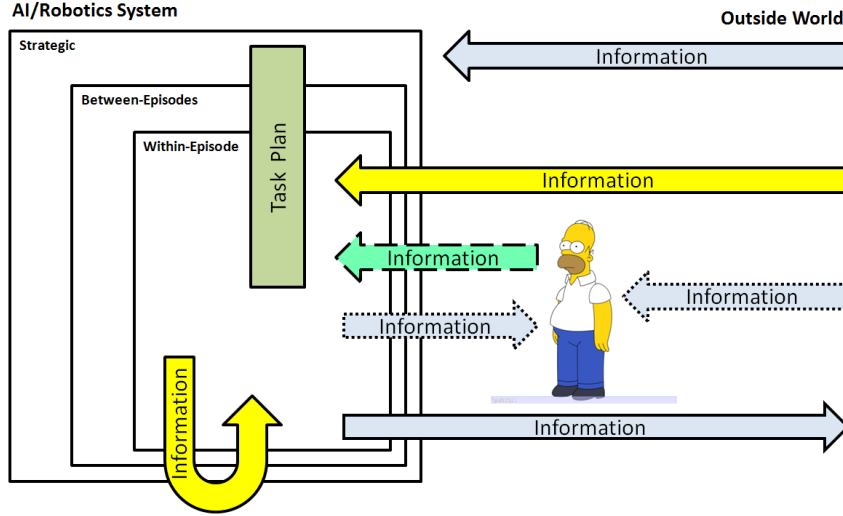 AI/Robotics System
Outside World
Strategic
Information
Between-Episodes
Within-Episode
Task Plan
Information
Information
Information
Information
Information
Information